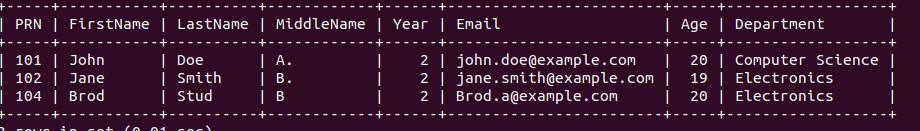 +-----+-----------+----------+------------+------+------------------------+------+------------------+
| PRN | FirstName | LastName | MiddleName | Year | Email                  | Age  | Department       |
+-----+-----------+----------+------------+------+------------------------+------+------------------+
| 101 | John      | Doe      | A.         |    2 | john.doe@example.com   |   20 | Computer Science |
| 102 | Jane      | Smith    | B.         |    2 | jane.smith@example.com |   19 | Electronics      |
| 104 | Brod      | Stud     | B          |    2 | Brod.a@example.com     |   20 | Electronics      |
+-----+-----------+----------+------------+------+------------------------+------+------------------+
rows in set (0.01 sec)